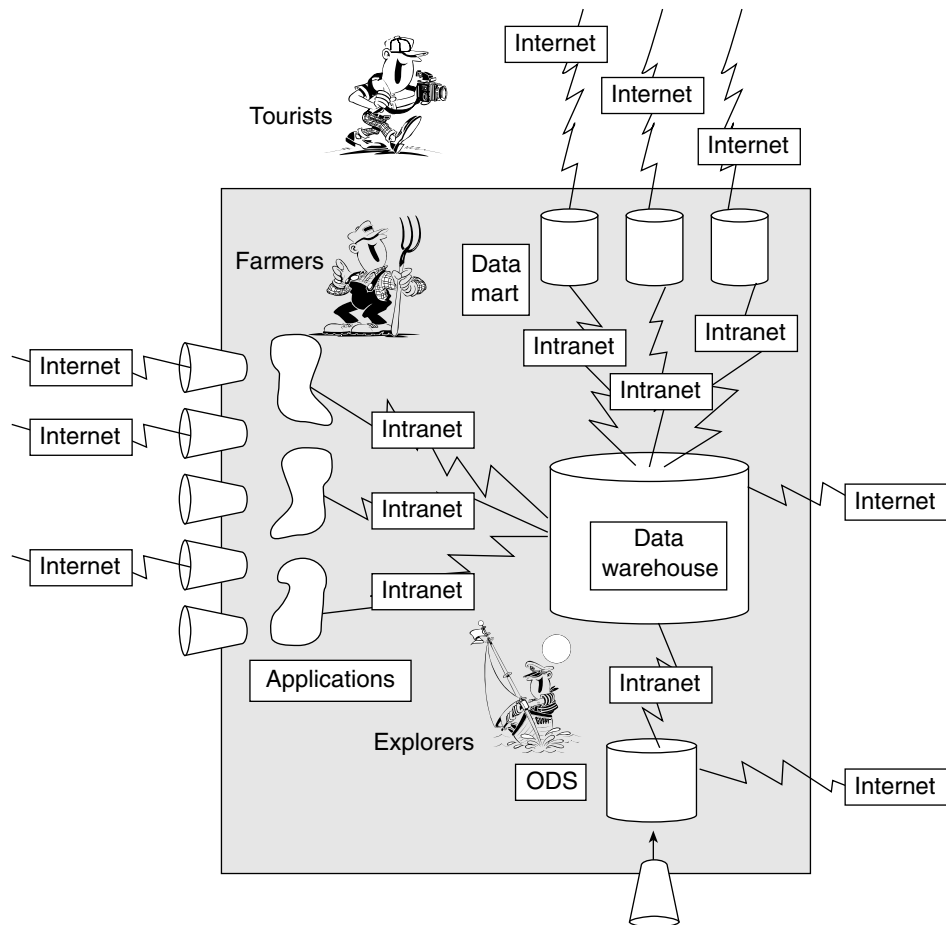 Internet
Internet
Tourists
Internet
Farmers
Data
mart
Intranet
Intranet
Internet
Intranet
Internet
Intranet
Internet
Intranet
Data
warehouse
Internet
Intranet
Applications
Intranet
Explorers
ODS
Internet